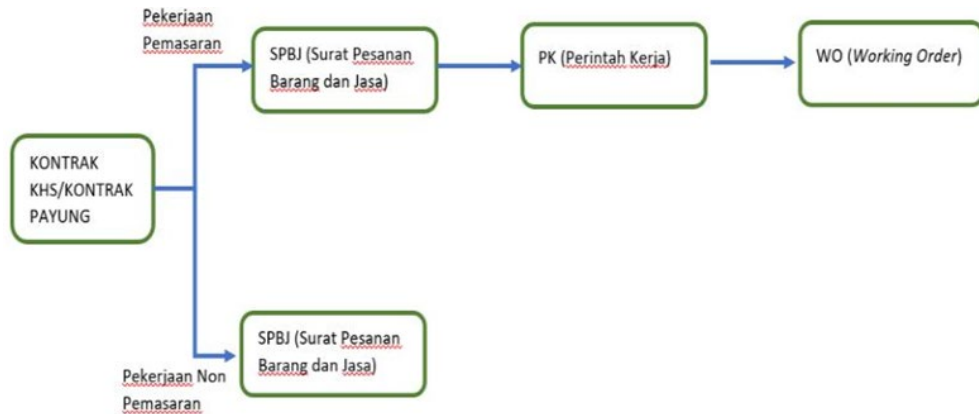 Pekerjaan
Pemasaran
SPBJ (Surat Pesanan
Barang dan Jasa)
PK (Perintah Kerja)
WO (Working Order)
KONTRAK
KHS/KONTRAK
PAYUNG
SPBJ (Surat Pesanan
Barang dan Jasa)
Pekerjaan Non
Pemasaran